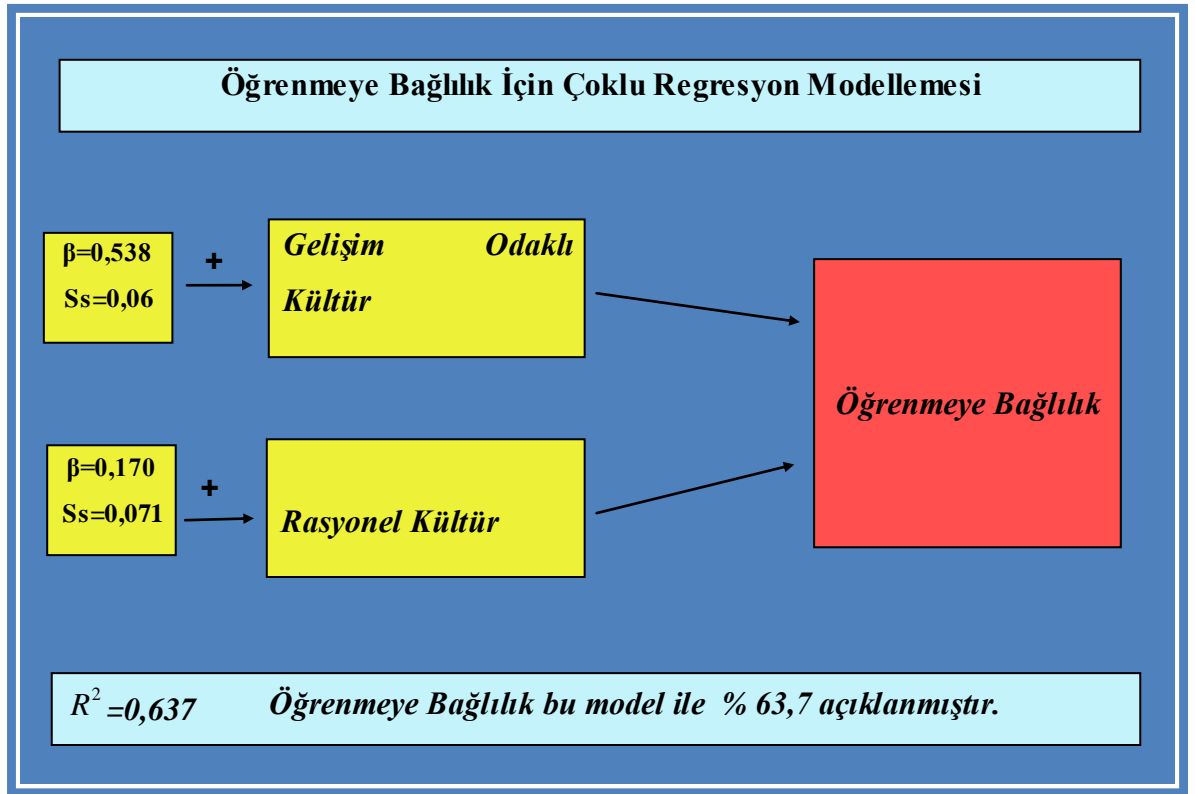 Öğrenmeye Bağlılık İçin Çoklu Regresyon Modellemesi
β=0,538
Ss=0,06
+
Gelişim Odaklı
Kültür
Öğrenmeye Bağlılık
β=0,170
Ss=0,071
+
Rasyonel Kültür
R²=0,637 Öğrenmeye Bağlılık bu model ile % 63,7 açıklanmıştır.